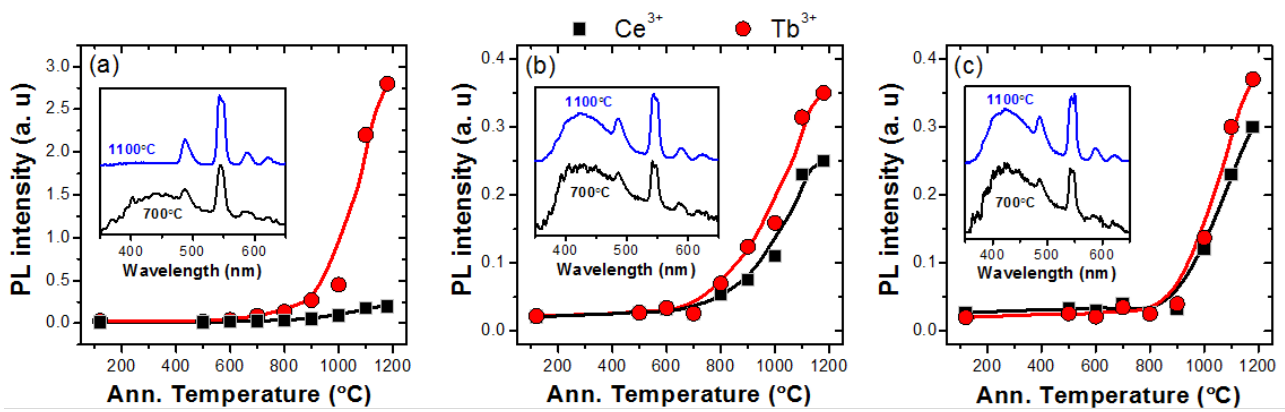 Ce3+ Tb3+
(a)
3.0
2.5
2.0
1.5
1.0
0.5
0.0
PL intensity (a. u)
1100°C
700°C
400 500 600
Wavelength (nm)
200 400 600 800 1000 1200
Ann. Temperature (°C)
(b)
0.4
0.3
0.2
0.1
0.0
PL intensity (a. u)
1100°C
700°C
400 500 600
Wavelength (nm)
200 400 600 800 1000 1200
Ann. Temperature (°C)
(c)
0.4
0.3
0.2
0.1
0.0
PL intensity (a. u)
1100°C
700°C
400 500 600
Wavelength (nm)
200 400 600 800 1000 1200
Ann. Temperature (°C)